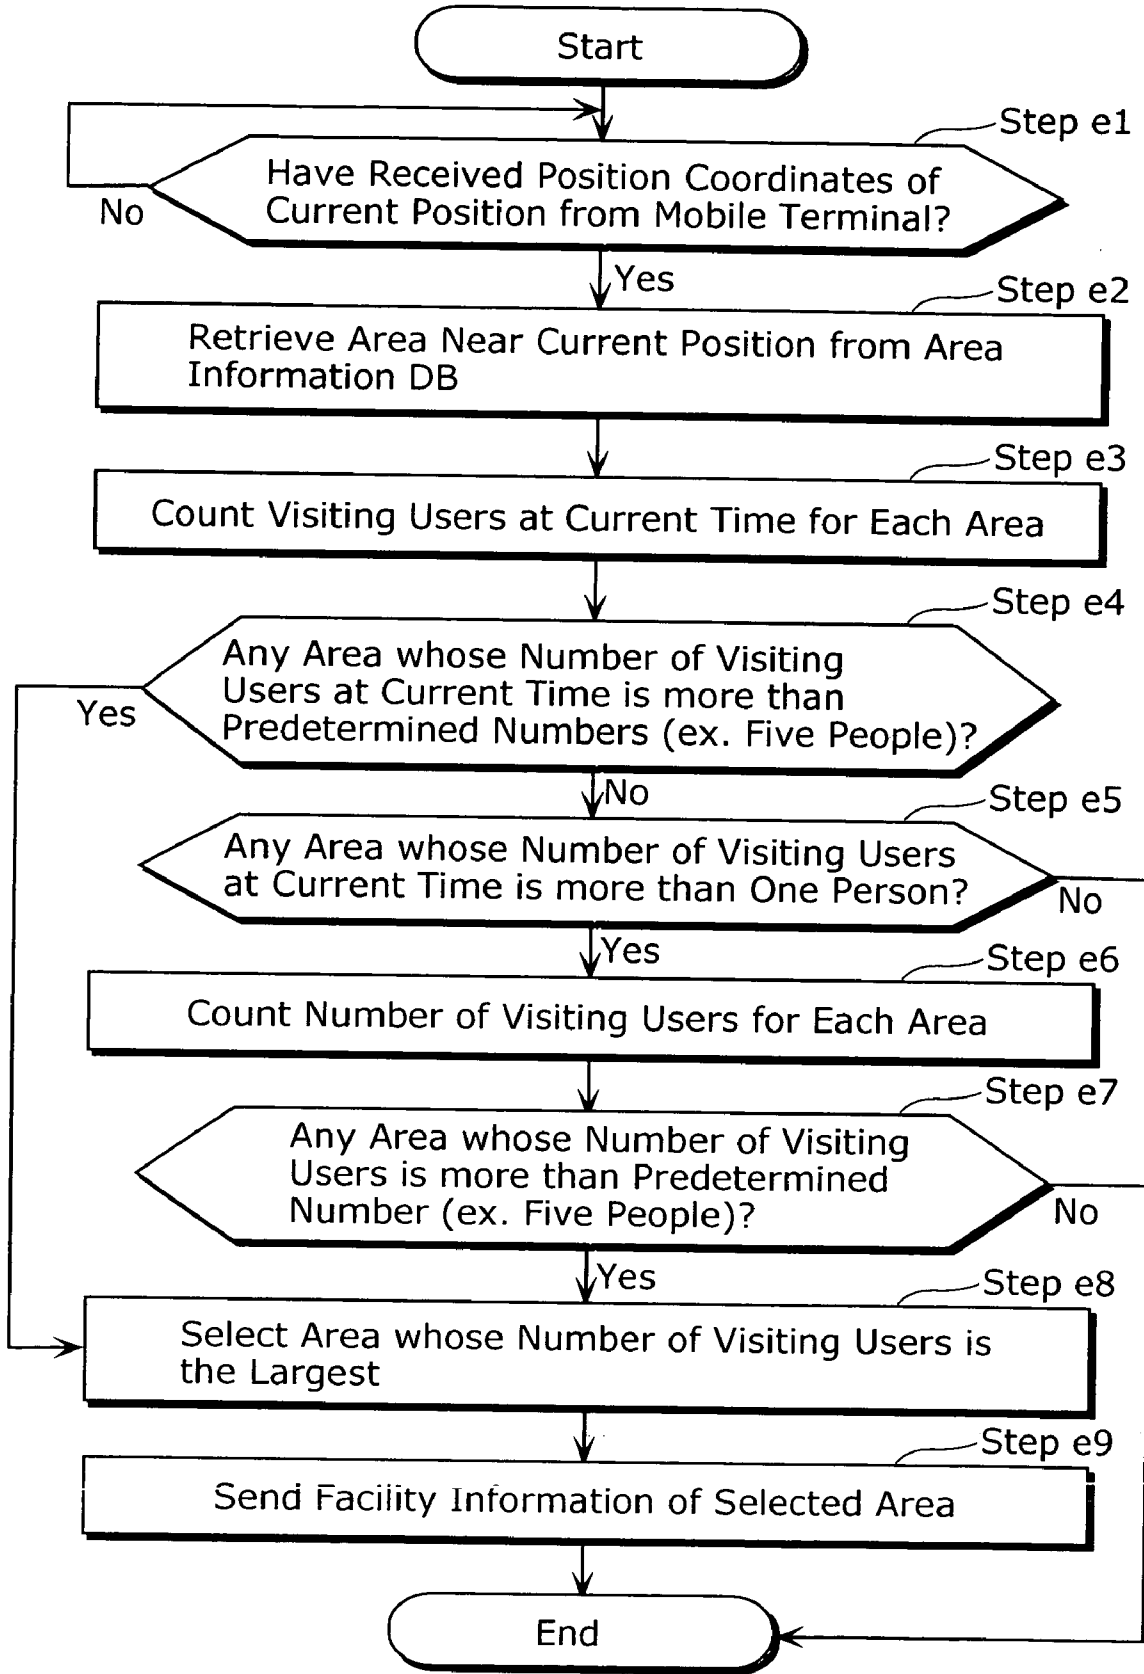 Start
Step e1
Have Received Position Coordinates of
Current Position from Mobile Terminal?
No
Yes
Step e2
Retrieve Area Near Current Position from Area
Information DB
Step e3
Count Visiting Users at Current Time for Each Area
Step e4
Any Area whose Number of Visiting
Users at Current Time is more than
Predetermined Numbers (ex. Five People)?
Yes
No
Step e5
Any Area whose Number of Visiting Users
at Current Time is more than One Person?
No
Yes
Step e6
Count Number of Visiting Users for Each Area
Step e7
Any Area whose Number of Visiting
Users is more than Predetermined
Number (ex. Five People)?
No
Yes
Step e8
Select Area whose Number of Visiting Users is
the Largest
Step e9
Send Facility Information of Selected Area
End